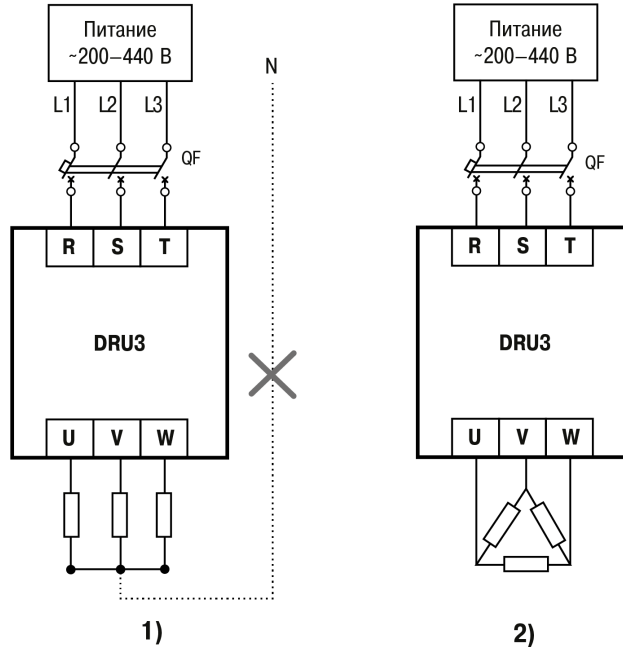 Питание
~200–440 В
N
L1 L2 L3
QF
R S T
DRU3
U V W
1)
Питание
~200–440 В
L1 L2 L3
QF
R S T
DRU3
U V W
2)